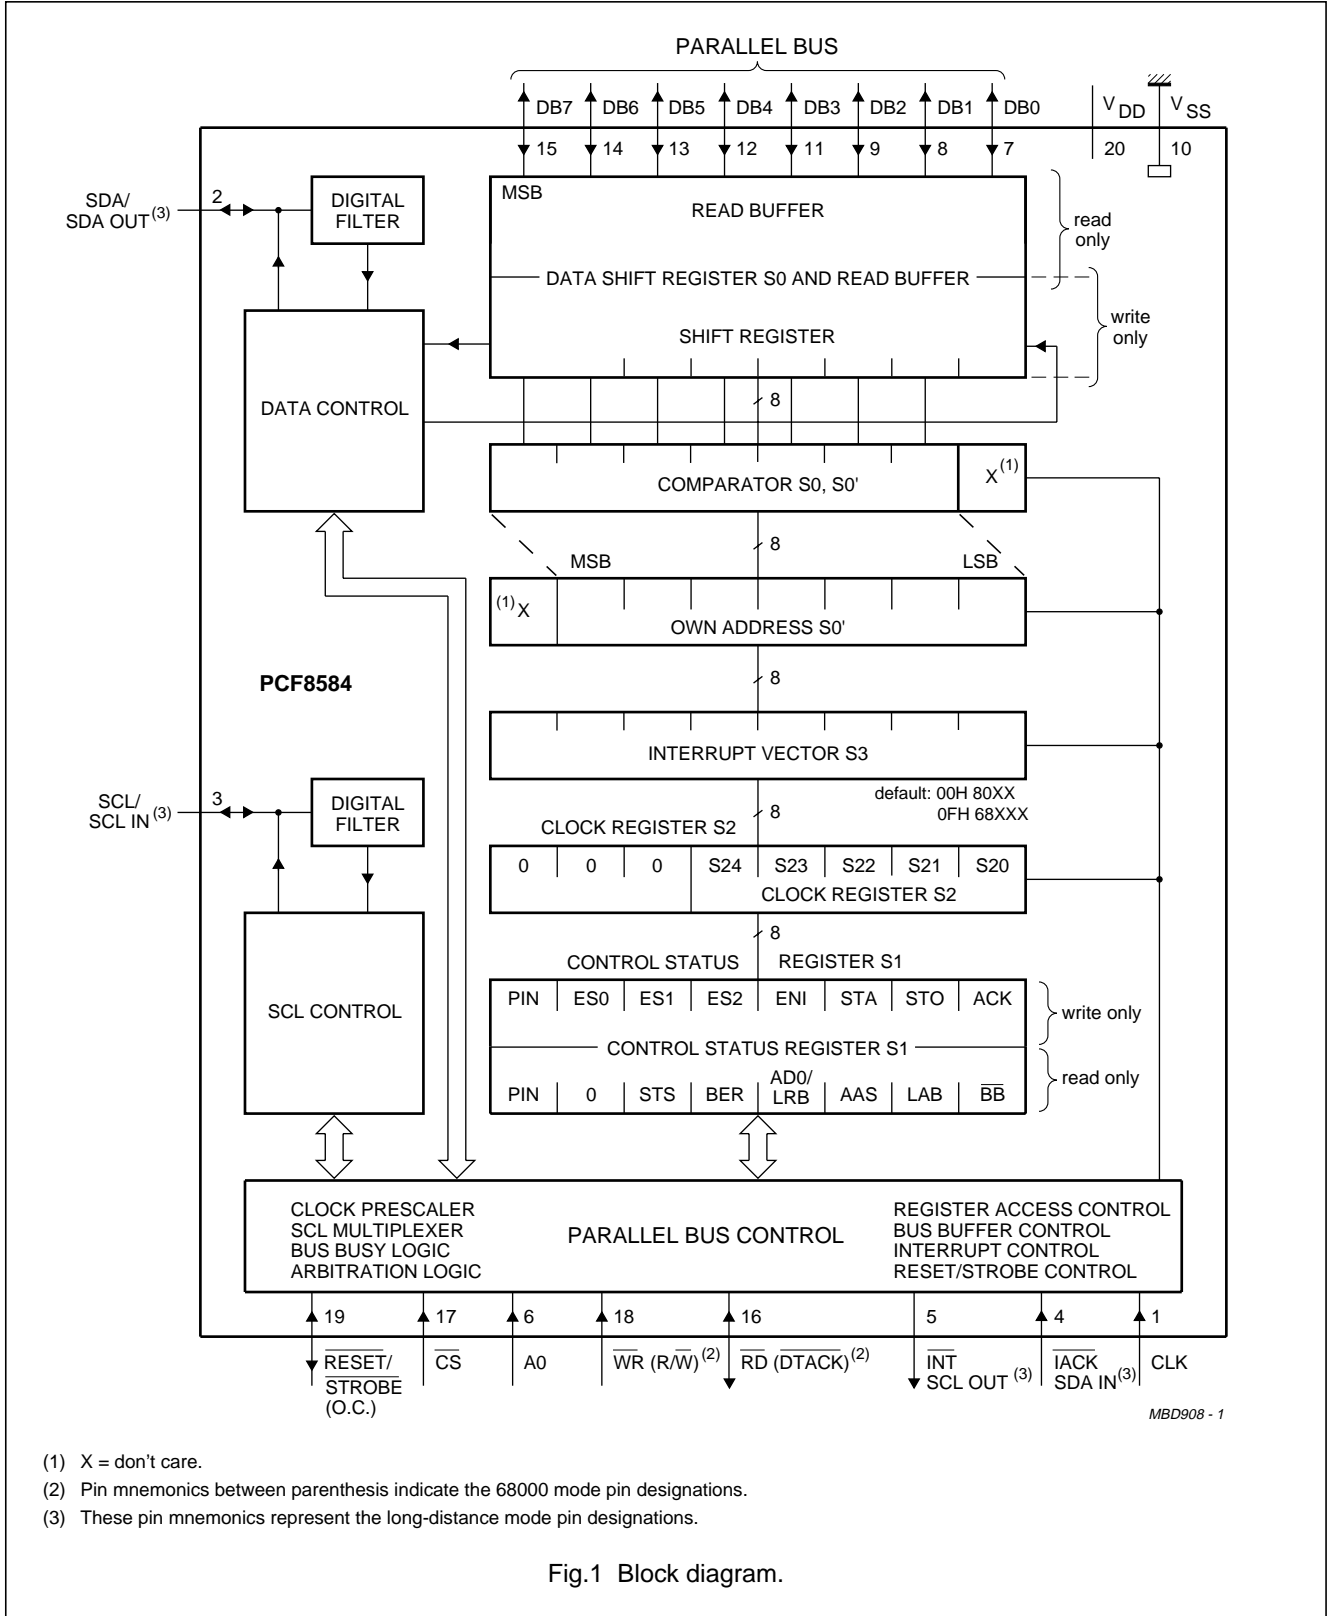 PARALLEL BUS
DB7 DB6 DB5 DB4 DB3 DB2 DB1 DB0 VDD VSS
15 14 13 12 11 9 8 7 20 10
SDA/
SDA OUT (3)
2
DIGITAL
FILTER
MSB
READ BUFFER
read
only
DATA SHIFT REGISTER S0 AND READ BUFFER
write
only
SHIFT REGISTER
8
DATA CONTROL
COMPARATOR S0, S0'
X (1)
8
MSB LSB
(1) X
OWN ADDRESS S0'
8
PCF8584
INTERRUPT VECTOR S3
default: 00H 80XX
0FH 68XXX
8
SCL/
SCL IN (3)
3
DIGITAL
FILTER
CLOCK REGISTER S2
0 0 0 S24 S23 S22 S21 S20
CLOCK REGISTER S2
8
CONTROL STATUS REGISTER S1
PIN ES0 ES1 ES2 ENI STA STO ACK
write only
SCL CONTROL
CONTROL STATUS REGISTER S1
PIN 0 STS BER AD0/
LRB AAS LAB B̅B̅
read only
CLOCK PRESCALER
SCL MULTIPLEXER
BUS BUSY LOGIC
ARBITRATION LOGIC
PARALLEL BUS CONTROL
REGISTER ACCESS CONTROL
BUS BUFFER CONTROL
INTERRUPT CONTROL
RESET/STROBE CONTROL
19 17 6 18 16 5 4 1
R̅E̅S̅E̅T̅/
S̅T̅R̅O̅B̅E̅
(O.C.)
C̅S̅
A0
W̅R̅ (R/W̅) (2)
R̅D̅ (D̅T̅A̅C̅K̅) (2)
I̅N̅T̅
SCL OUT (3)
I̅A̅C̅K̅
SDA IN (3)
CLK
MBD908 - 1
(1) X = don't care.
(2) Pin mnemonics between parenthesis indicate the 68000 mode pin designations.
(3) These pin mnemonics represent the long-distance mode pin designations.
Fig.1 Block diagram.